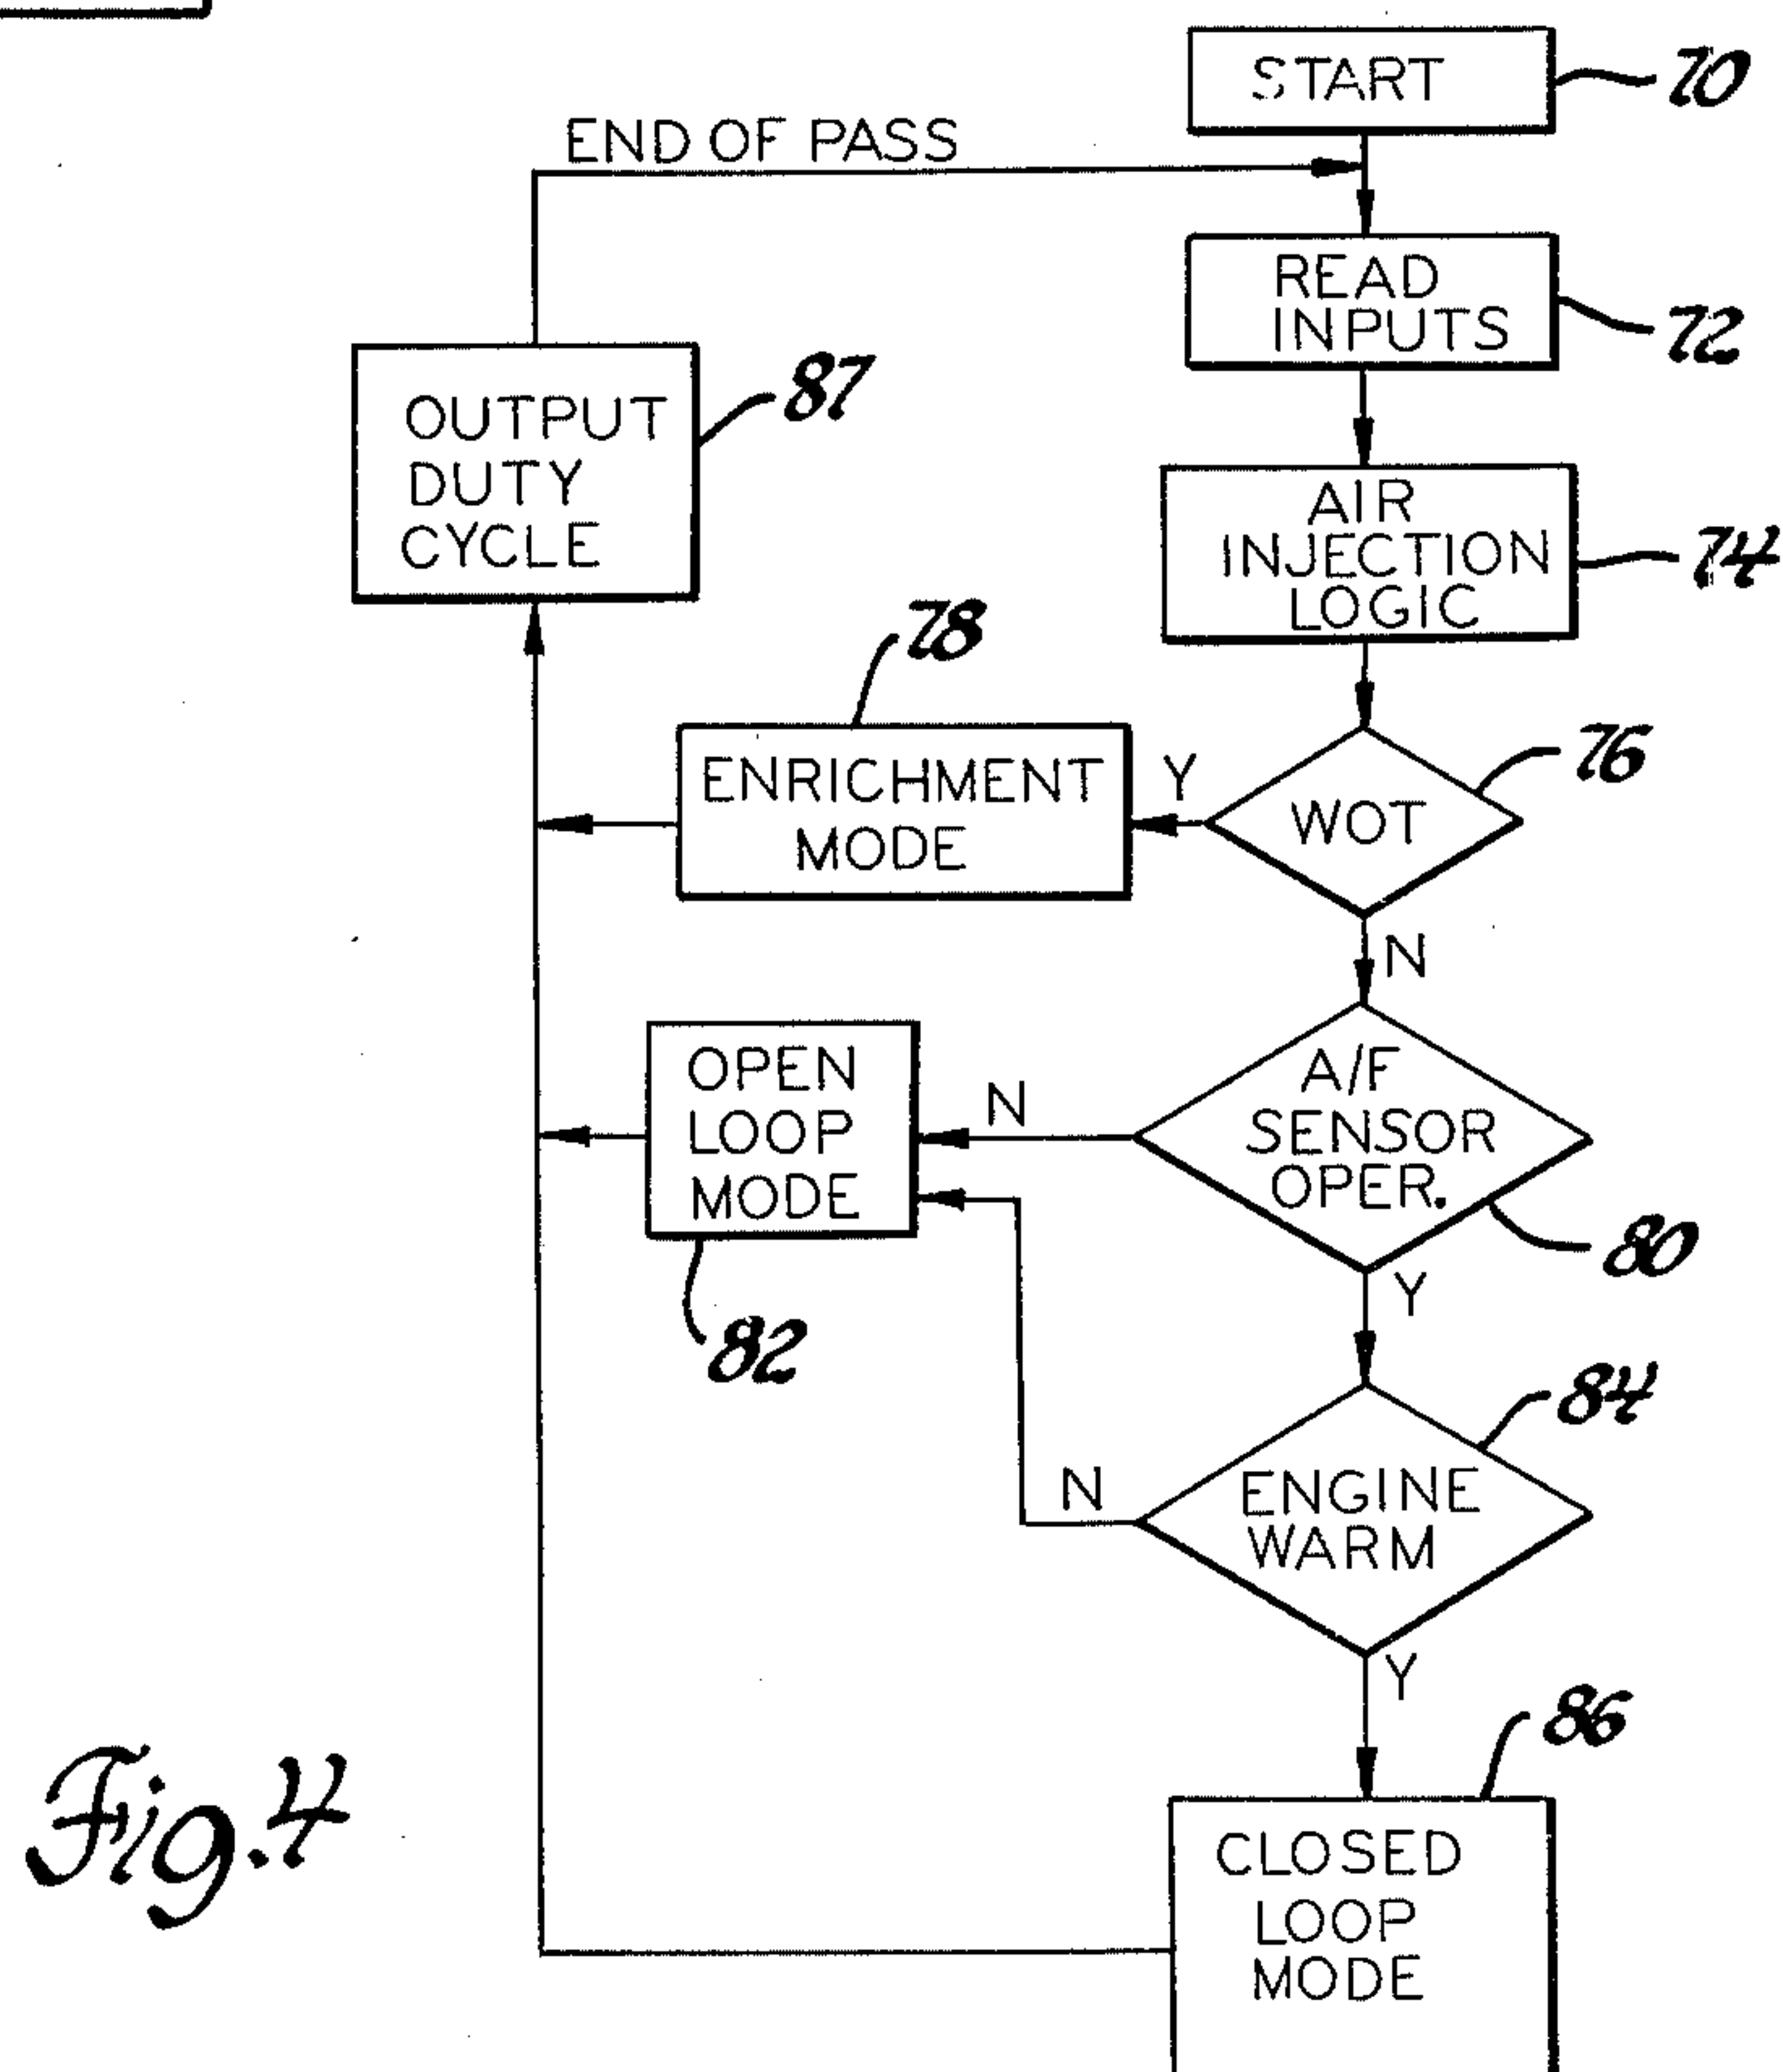 START
70
END OF PASS
READ
INPUTS
72
OUTPUT
DUTY
CYCLE
87
AIR
INJECTION
LOGIC
74
78
ENRICHMENT
MODE
Y
WOT
76
N
OPEN
LOOP
MODE
82
N
A/F
SENSOR
OPER.
80
Y
84
N
ENGINE
WARM
Y
86
CLOSED
LOOP
MODE
Fig. 4